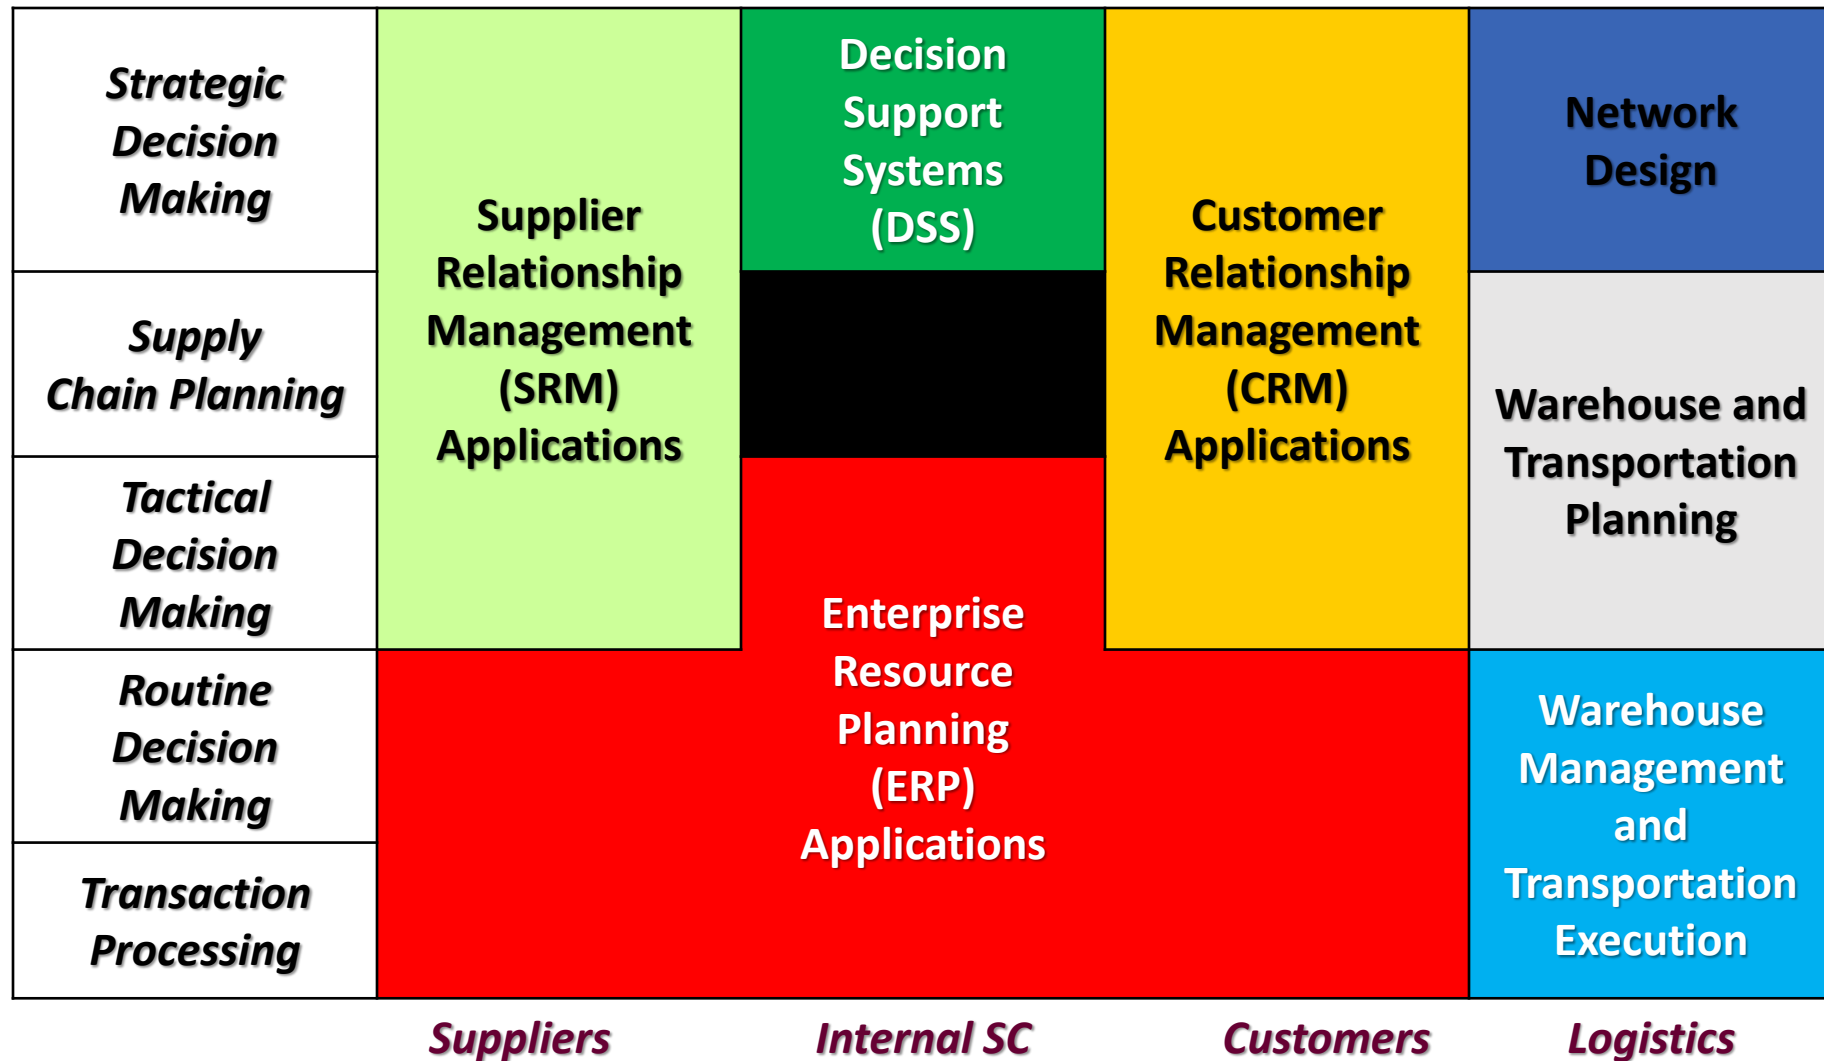 Strategic
Decision
Making
Supply
Chain Planning
Tactical
Decision
Making
Routine
Decision
Making
Transaction
Processing
Supplier
Relationship
Management
(SRM)
Applications
Decision
Support
Systems
(DSS)
Enterprise
Resource
Planning
(ERP)
Applications
Customer
Relationship
Management
(CRM)
Applications
Network
Design
Warehouse and
Transportation
Planning
Warehouse
Management
and
Transportation
Execution
Suppliers
Internal SC
Customers
Logistics